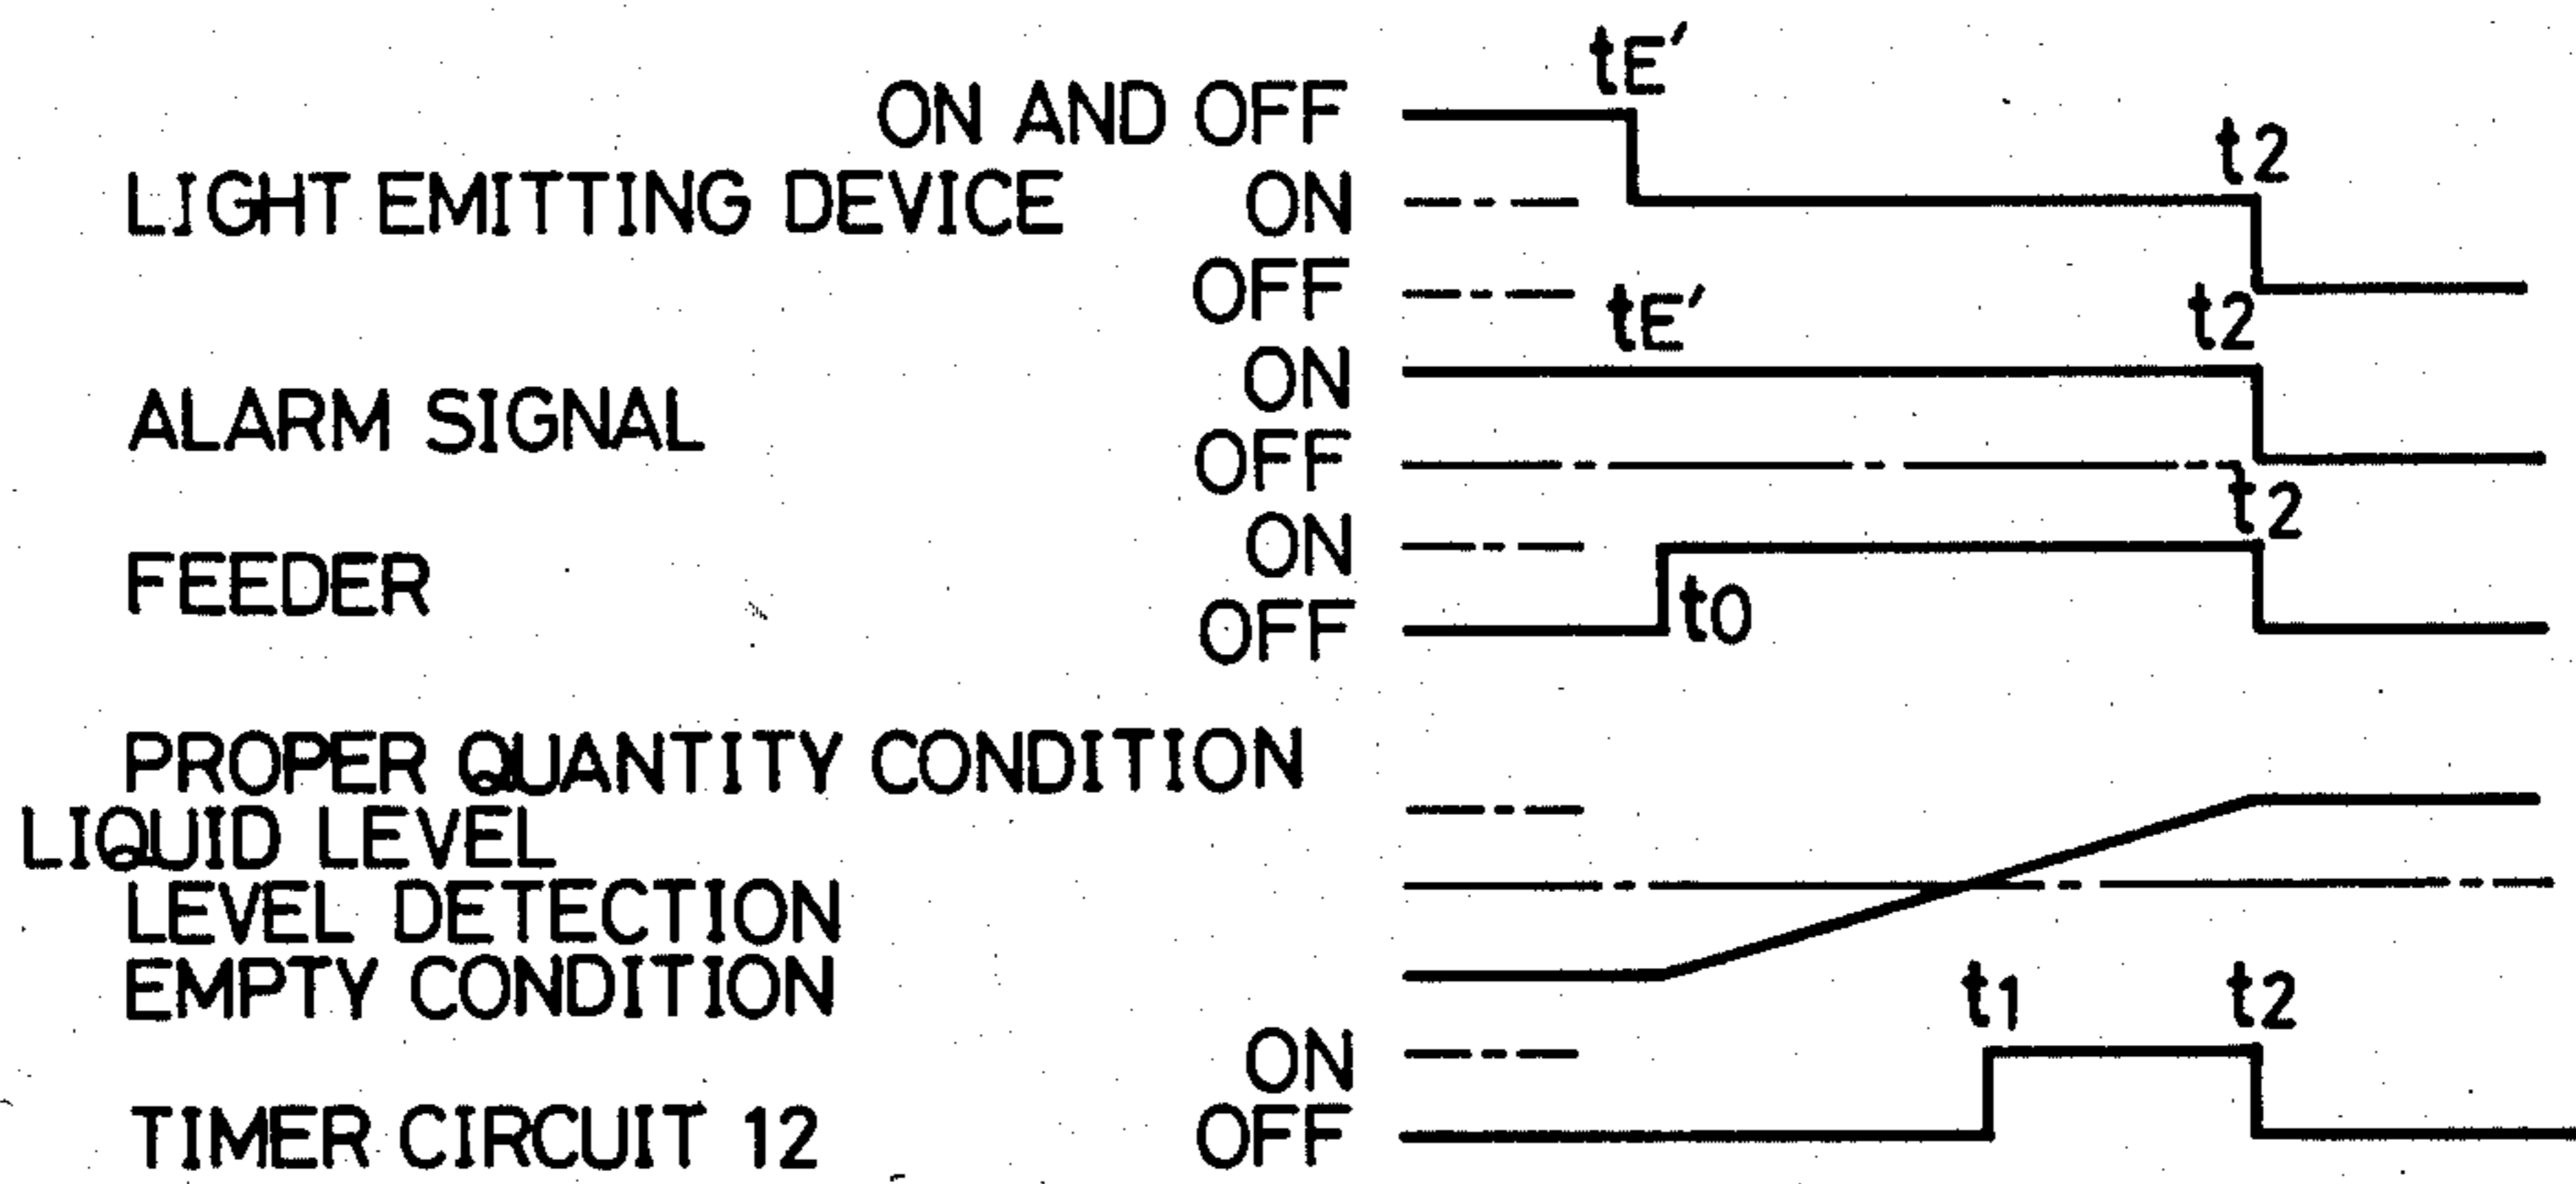 tE'
ON AND OFF
t2
LIGHT EMITTING DEVICE ON
OFF
tE' t2
ON
ALARM SIGNAL
OFF
t2
ON
FEEDER
OFF
t0
PROPER QUANTITY CONDITION
LIQUID LEVEL
LEVEL DETECTION
EMPTY CONDITION
t1 t2
ON
TIMER CIRCUIT 12 OFF